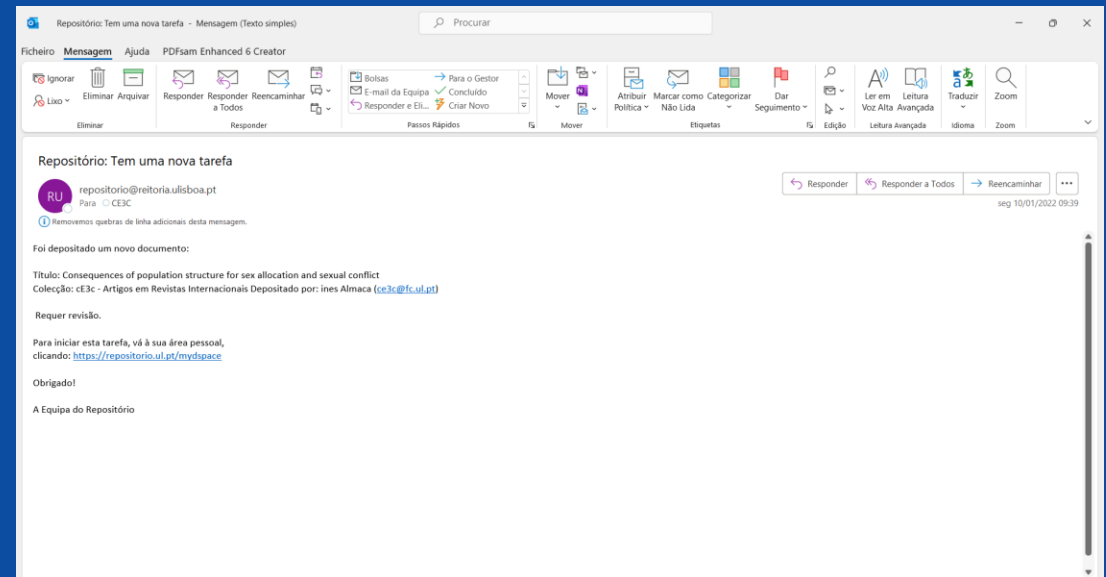 Repositório: Tem uma nova tarefa - Mensagem (Texto simples)
Procurar
Ficheiro Mensagem Ajuda PDFsam Enhanced 6 Creator
Ignorar
Lixo
Eliminar Arquivar
Responder Responder a Todos Reencaminhar
Bolsas
E-mail da Equipa
Responder e Eli...
Para o Gestor
Concluído
Criar Novo
Mover
Atribuir Política Marcar como Não Lida Categorizar Dar Seguimento
Ler em Voz Alta Leitura Avançada
Traduzir
Zoom
Eliminar Responder Passos Rápidos Mover Etiquetas Edição Leitura Avançada Idioma Zoom
Repositório: Tem uma nova tarefa
RU
repositorio@reitoria.ulisboa.pt
Para CE3C
Responder Responder a Todos Reencaminhar
seg 10/01/2022 09:39
Removemos quebras de linha adicionais desta mensagem.
Foi depositado um novo documento:
Título: Consequences of population structure for sex allocation and sexual conflict
Colecção: cE3c - Artigos em Revistas Internacionais Depositado por: ines Almaca (ce3c@fc.ul.pt)
Requer revisão.
Para iniciar esta tarefa, vá à sua área pessoal,
clicando: https://repositorio.ul.pt/mydspace
Obrigado!
A Equipa do Repositório